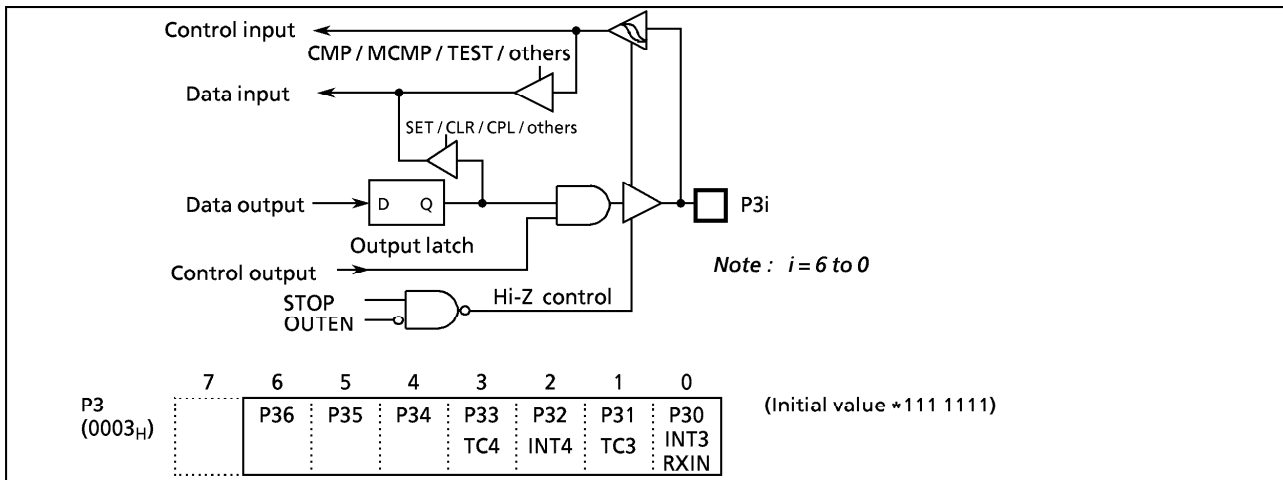 Control input
CMP / MCMP / TEST / others
Data input
SET / CLR / CPL / others
Data output
D Q
P3i
Output latch
Control output
Note : i = 6 to 0
STOP
OUTEN
Hi-Z control
7 6 5 4 3 2 1 0
P3
(0003H)
P36 P35 P34 P33 P32 P31 P30
TC4 INT4 TC3 INT3
RXIN
(Initial value *111 1111)